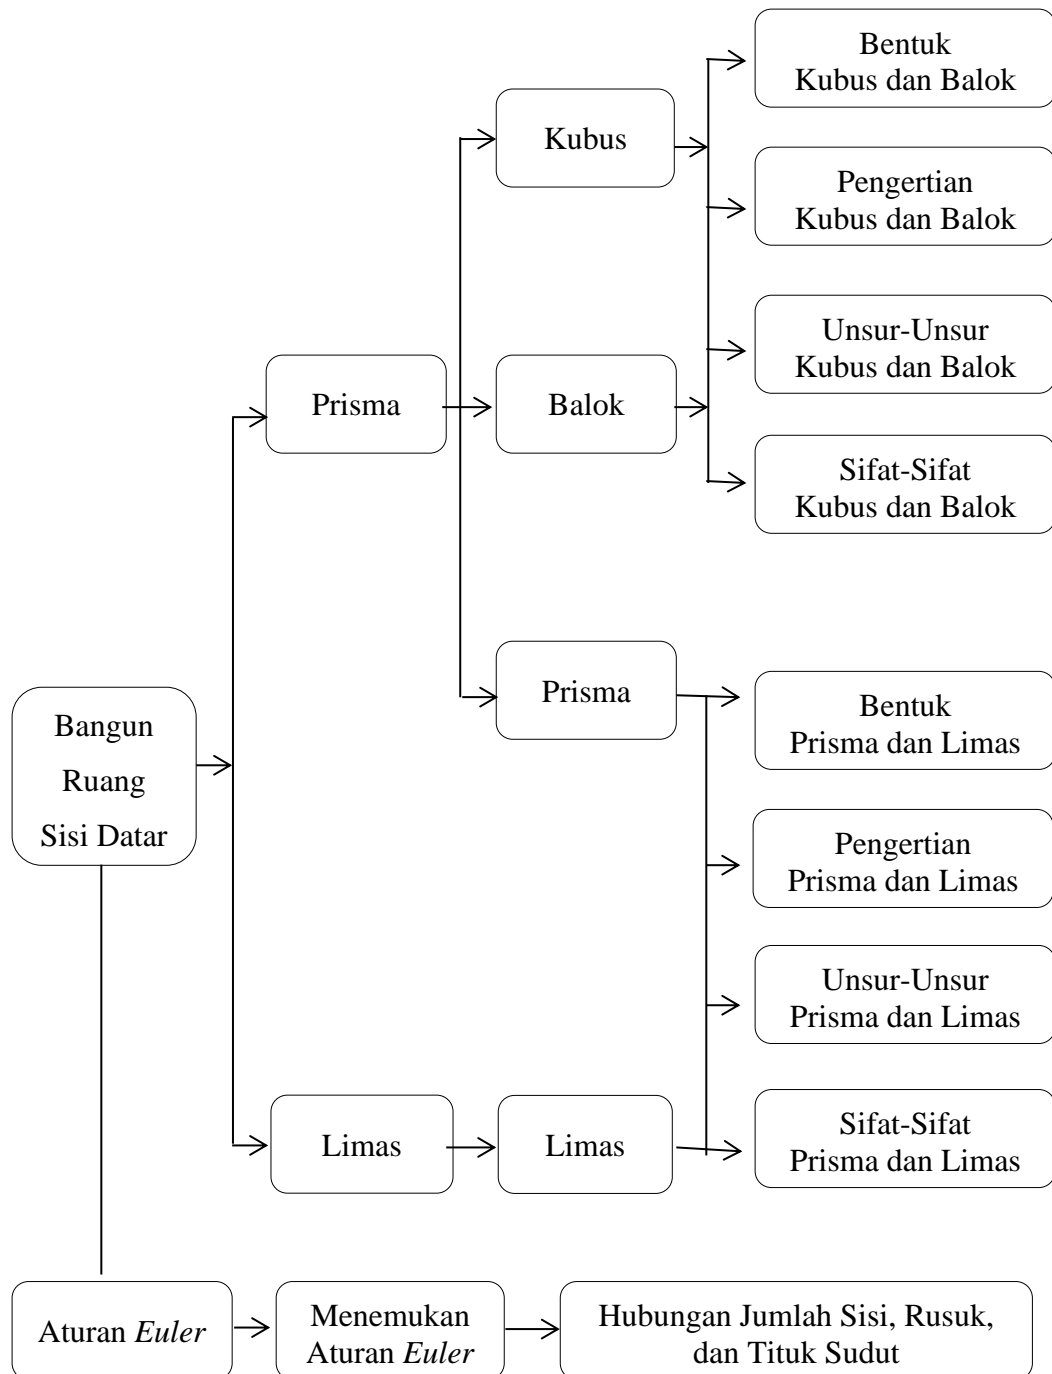 Bentuk
Kubus dan Balok
Kubus
Pengertian
Kubus dan Balok
Unsur-Unsur
Kubus dan Balok
Prisma
Balok
Sifat-Sifat
Kubus dan Balok
Prisma
Bentuk
Prisma dan Limas
Bangun
Ruang
Sisi Datar
Pengertian
Prisma dan Limas
Unsur-Unsur
Prisma dan Limas
Limas
Limas
Sifat-Sifat
Prisma dan Limas
Aturan Euler
Menemukan
Aturan Euler
Hubungan Jumlah Sisi, Rusuk,
dan Tituk Sudut